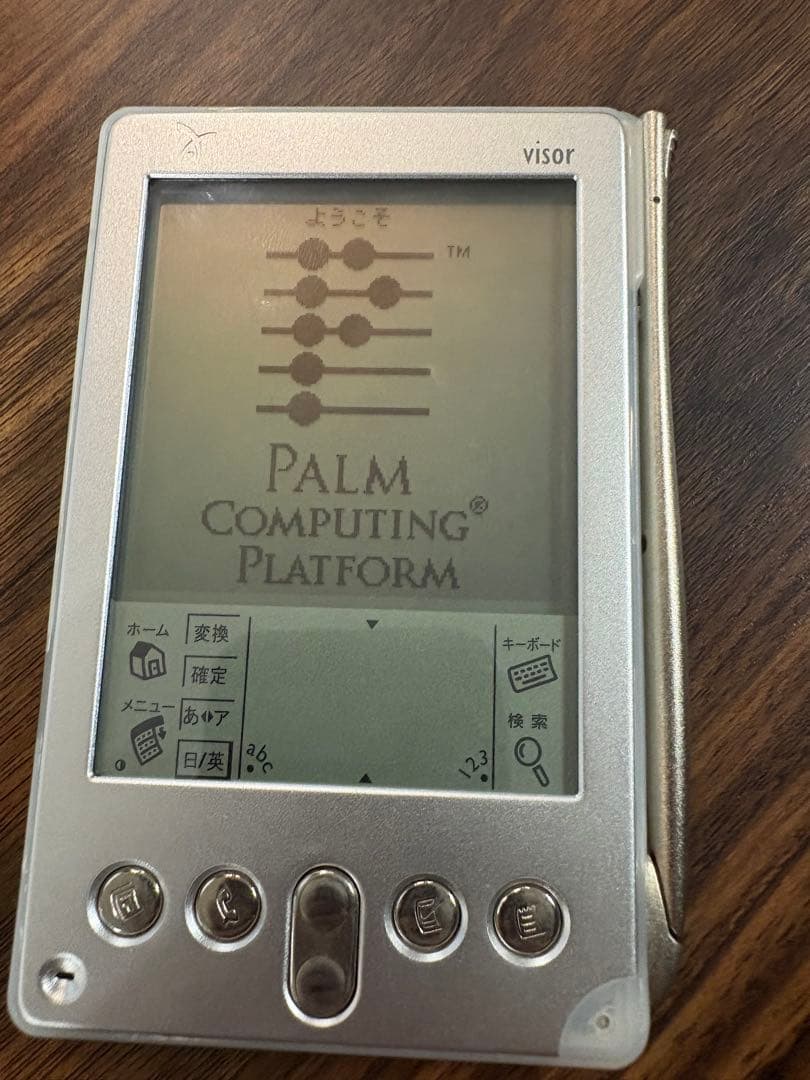 visor
ようこそ
TM
PALM
COMPUTING®
PLATFORM
ホーム
変換
確定
メニュー
あ◂▸ア
日/英
abc
123
キーボード
検索